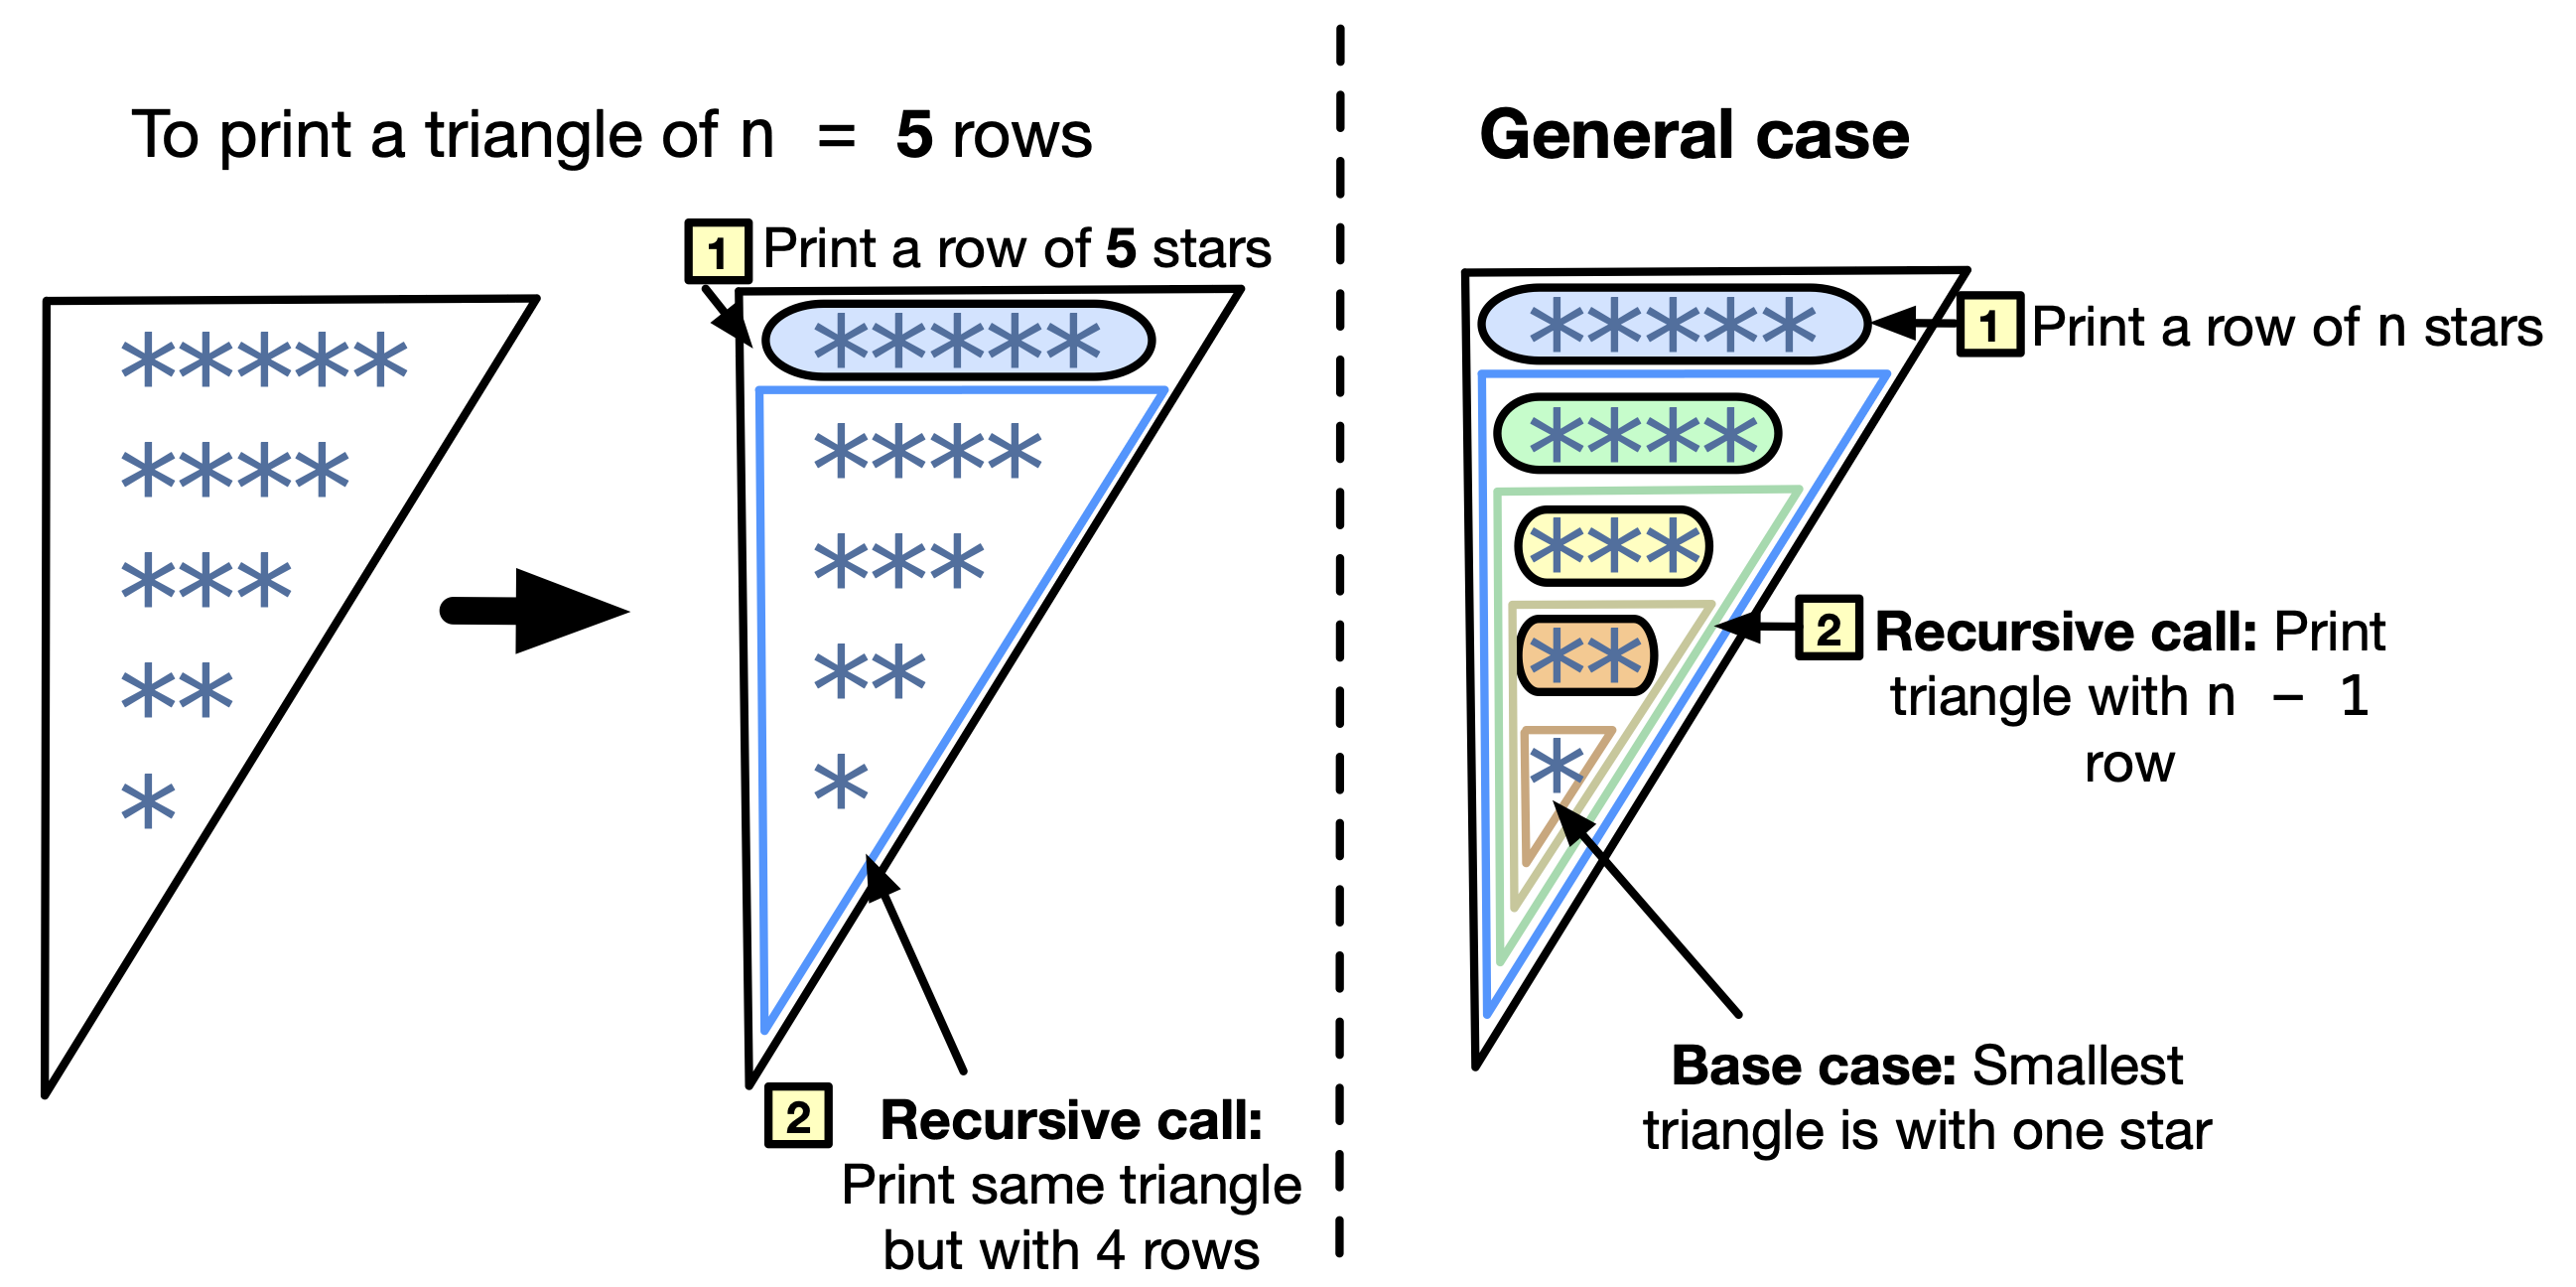 To print a triangle of n = 5 rows
*****
****
***
**
*
1 Print a row of 5 stars
*****
****
***
**
*
2 Recursive call:
Print same triangle
but with 4 rows
General case
***** 1 Print a row of n stars
****
***
**
*
2 Recursive call: Print
triangle with n - 1
row
Base case: Smallest
triangle is with one star